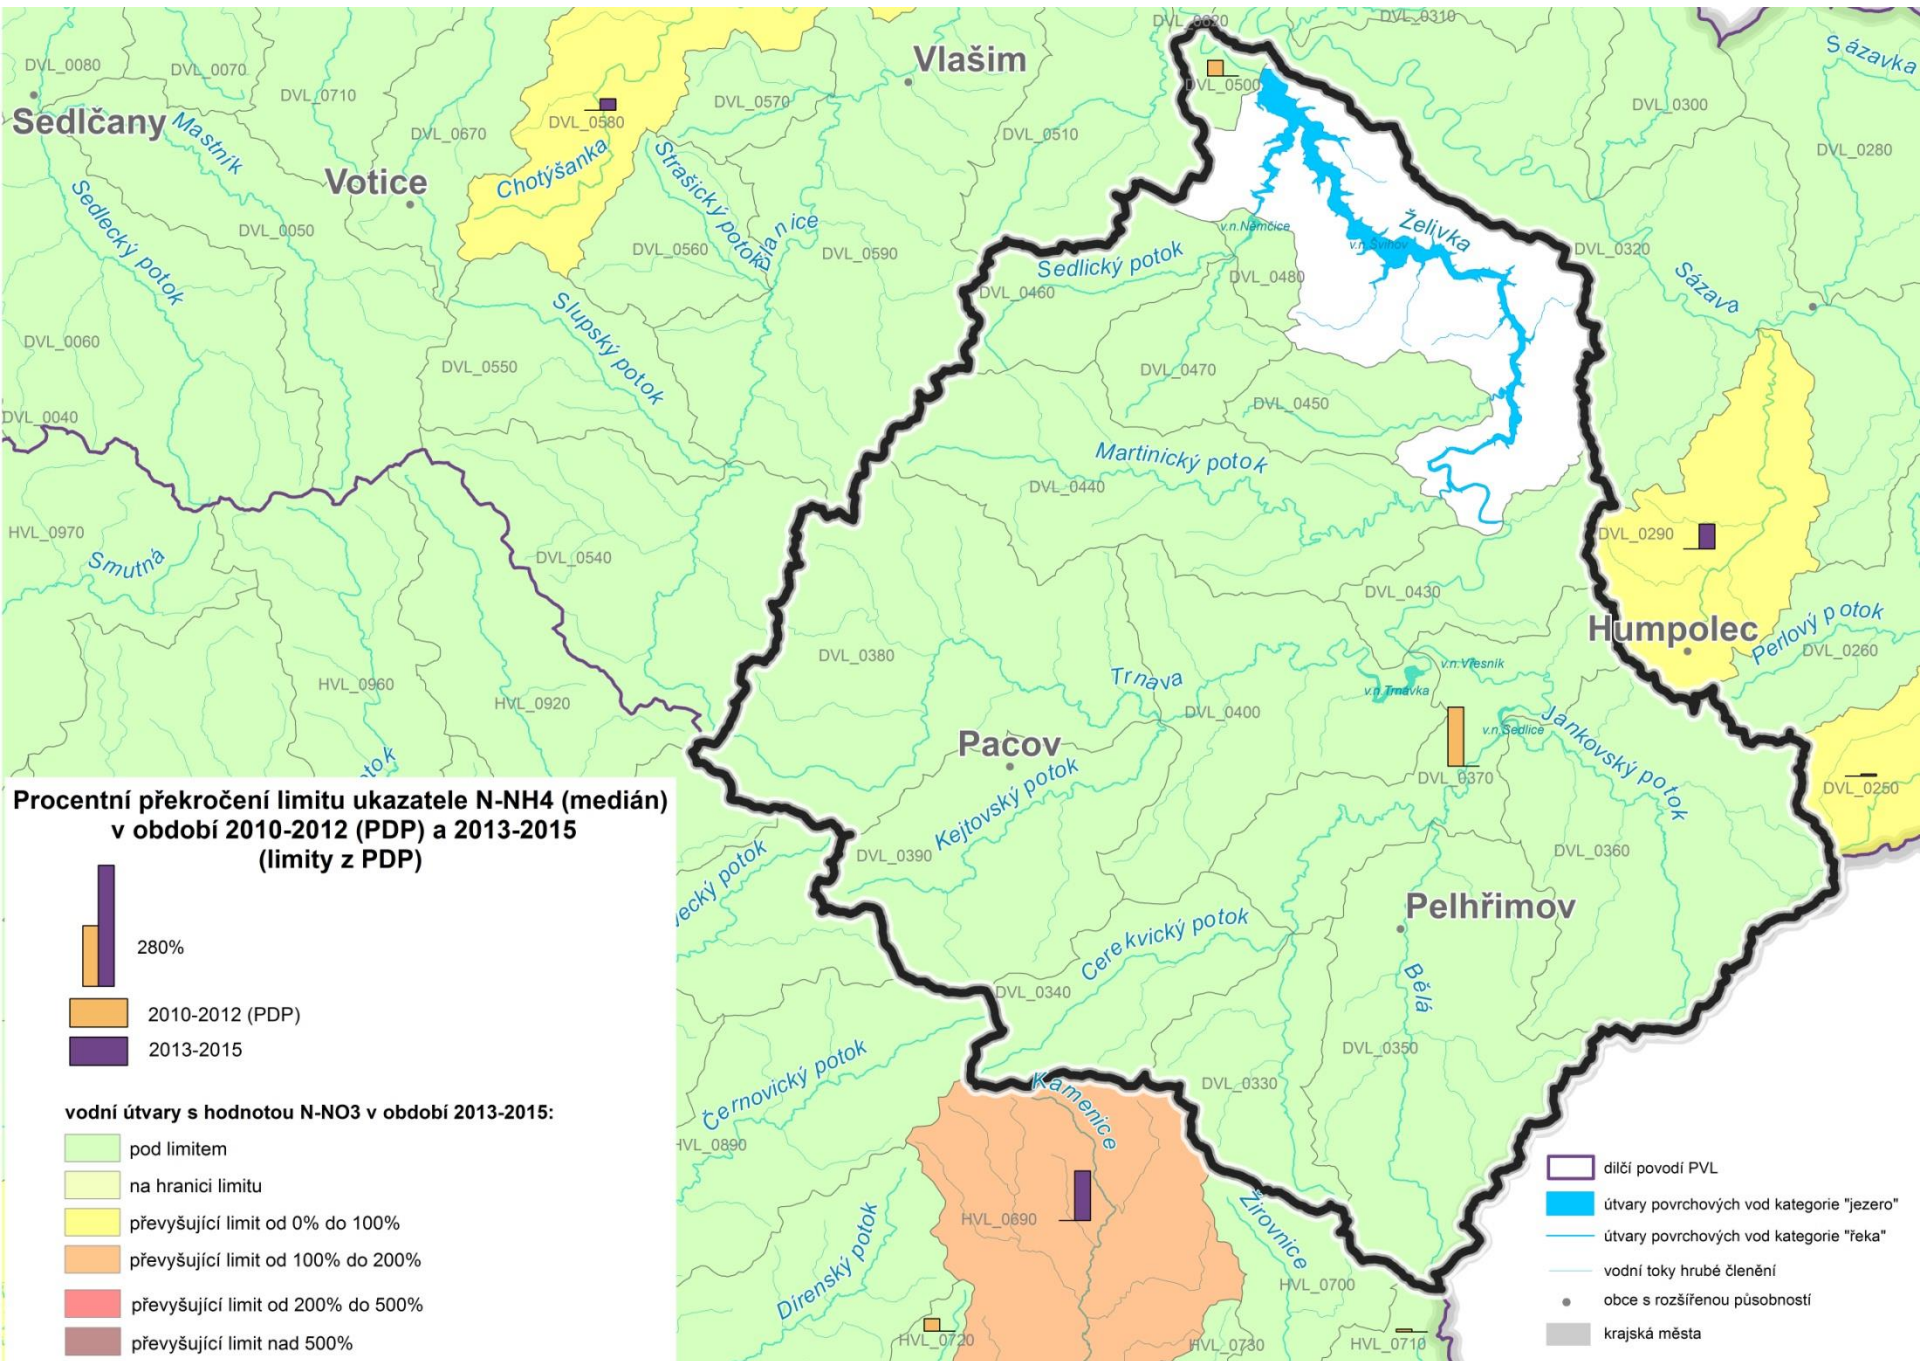 DVL_0620
DVL_0310
Sázavka
Vlašim
DVL_0080
DVL_0070
DVL_0710
DVL_0570
DVL_0500
DVL_0300
Sedlčany
Mastník
DVL_0670
DVL_0580
DVL_0510
DVL_0280
Votice
Chotýšanka
Strašický potok
Sedlecký potok
DVL_0050
DVL_0560
Blanice
DVL_0590
v.n.Němčice
Želivka
v.n.Švihov
DVL_0320
Sedlický potok
DVL_0480
DVL_0460
Sázava
Slupský potok
DVL_0060
DVL_0550
DVL_0470
DVL_0450
DVL_0040
Martinický potok
DVL_0440
HVL_0970
Smutná
DVL_0540
DVL_0290
DVL_0430
Humpolec
Perlový potok
DVL_0260
DVL_0380
HVL_0960
HVL_0920
Trnava
v.n.Vřesník
v.n.Trnávka
DVL_0400
v.n.Sedlice
Jankovský potok
Pacov
DVL_0370
DVL_0250
otok
Kejtovský potok
DVL_0390
DVL_0360
vecký potok
Pelhřimov
Cerekvický potok
Bělá
DVL_0340
DVL_0350
DVL_0330
Černovický potok
Kamenice
HVL_0890
HVL_0690
Žirovnice
Dírenský potok
HVL_0700
HVL_0720
HVL_0730
HVL_0710
Procentní překročení limitu ukazatele N-NH4 (medián)
v období 2010-2012 (PDP) a 2013-2015
(limity z PDP)
280%
2010-2012 (PDP)
2013-2015
vodní útvary s hodnotou N-NO3 v období 2013-2015:
pod limitem
na hranici limitu
převyšující limit od 0% do 100%
převyšující limit od 100% do 200%
převyšující limit od 200% do 500%
převyšující limit nad 500%
dílčí povodí PVL
útvary povrchových vod kategorie "jezero"
útvary povrchových vod kategorie "řeka"
vodní toky hrubé členění
obce s rozšířenou působností
krajská města